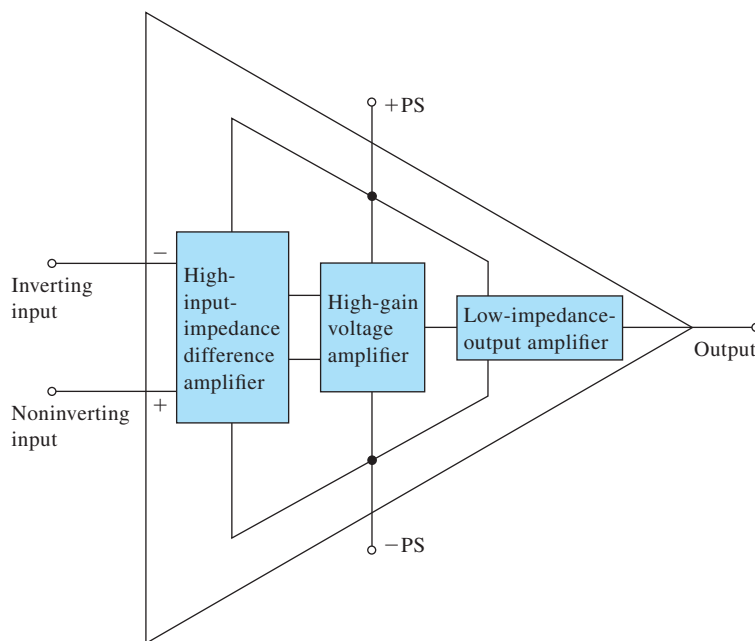 +PS
−
Inverting
input
High-
input-
impedance
difference
amplifier
High-gain
voltage
amplifier
Low-impedance-
output amplifier
Output
+
Noninverting
input
−PS